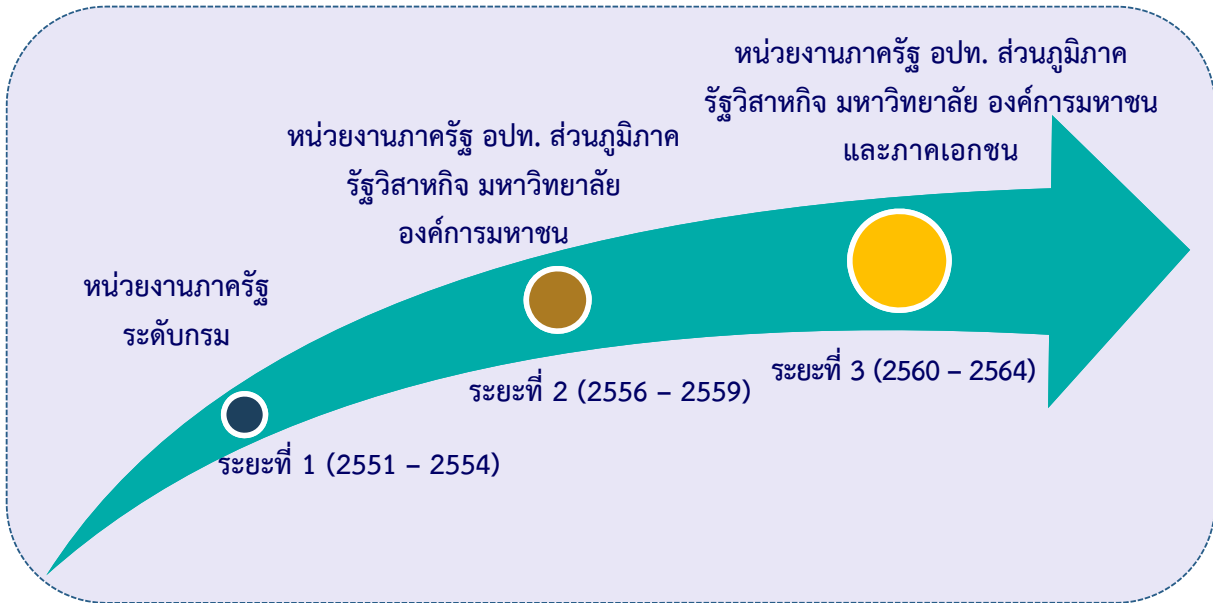 หน่วยงานภาครัฐ
ระดับกรม
ระยะที่ 1 (2551 – 2554)
หน่วยงานภาครัฐ อปท. ส่วนภูมิภาค
รัฐวิสาหกิจ มหาวิทยาลัย
องค์การมหาชน
ระยะที่ 2 (2556 – 2559)
หน่วยงานภาครัฐ อปท. ส่วนภูมิภาค
รัฐวิสาหกิจ มหาวิทยาลัย องค์การมหาชน
และภาคเอกชน
ระยะที่ 3 (2560 – 2564)